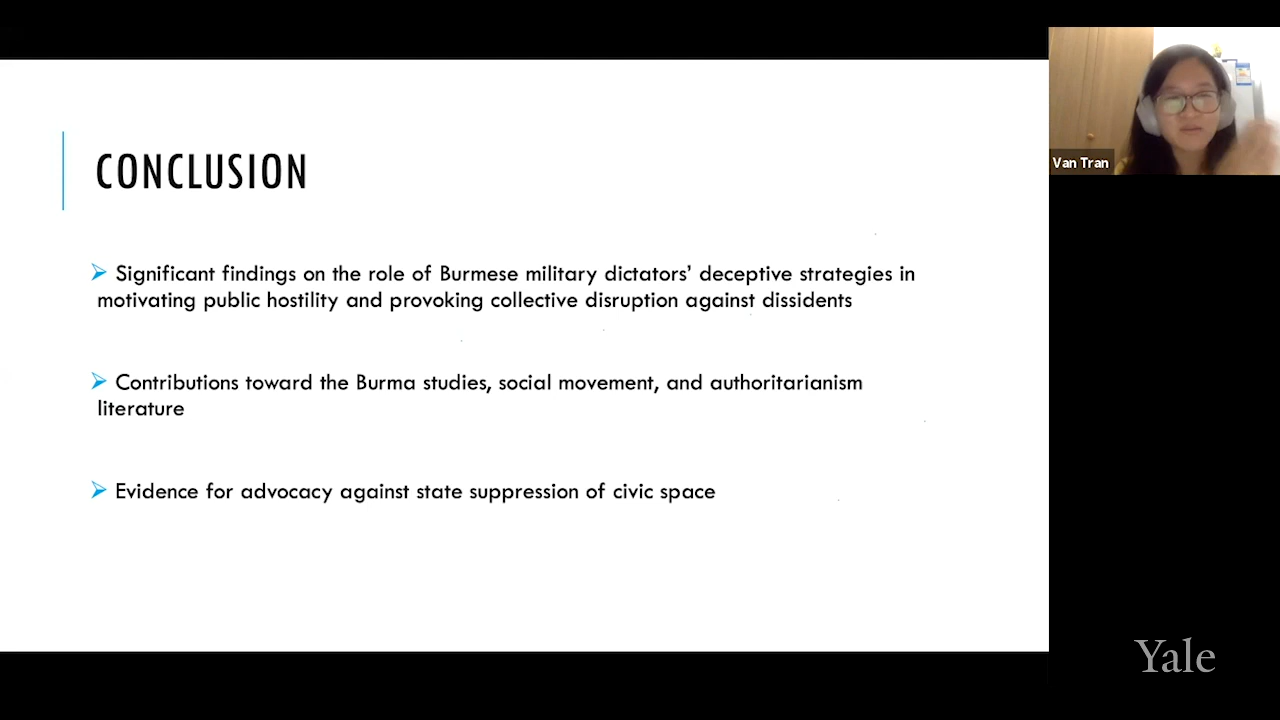 CONCLUSION
Significant findings on the role of Burmese military dictators’ deceptive strategies in
motivating public hostility and provoking collective disruption against dissidents
Contributions toward the Burma studies, social movement, and authoritarianism
literature
Evidence for advocacy against state suppression of civic space
Van Tran
Yale